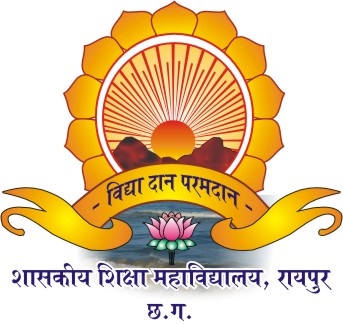 - विद्या दान परमदान -
शासकीय शिक्षा महाविद्यालय, रायपुर
छ.ग.